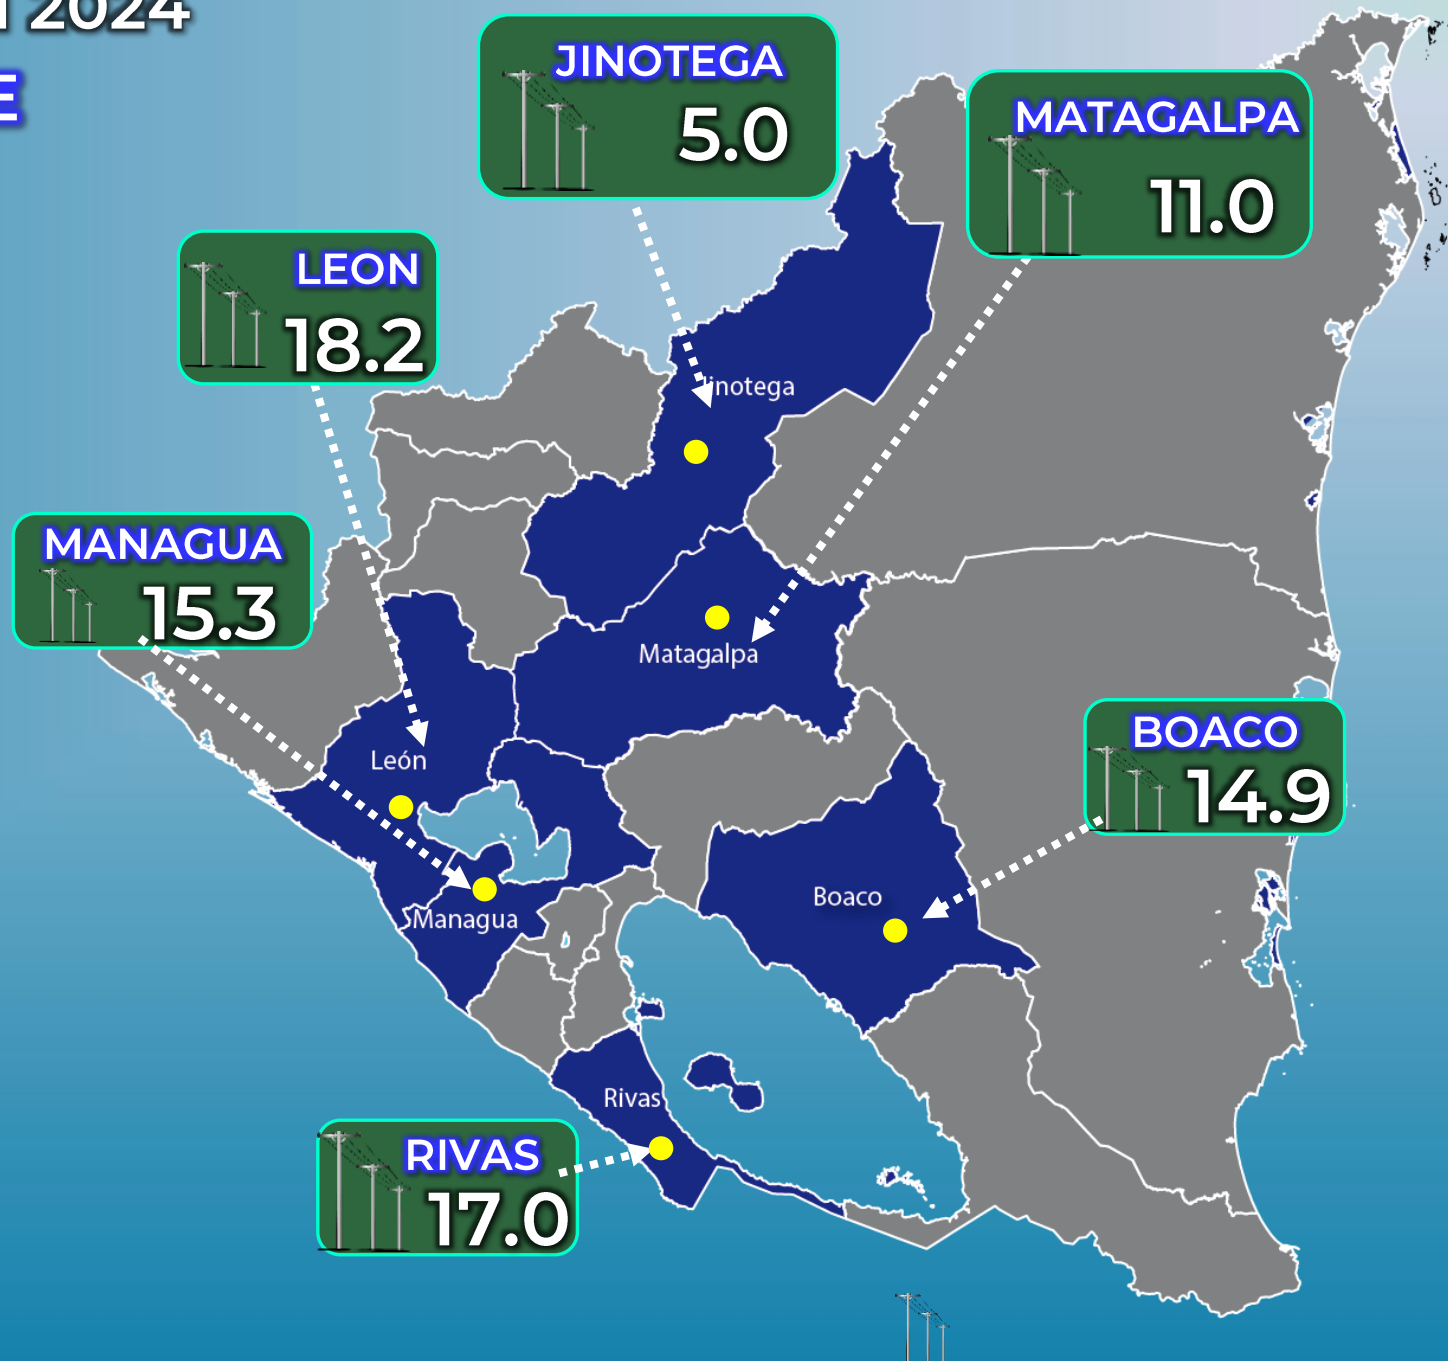 2024
E
JINOTEGA
5.0
MATAGALPA
11.0
LEON
18.2
Jinotega
MANAGUA
15.3
Matagalpa
BOACO
14.9
León
Boaco
Managua
Rivas
RIVAS
17.0